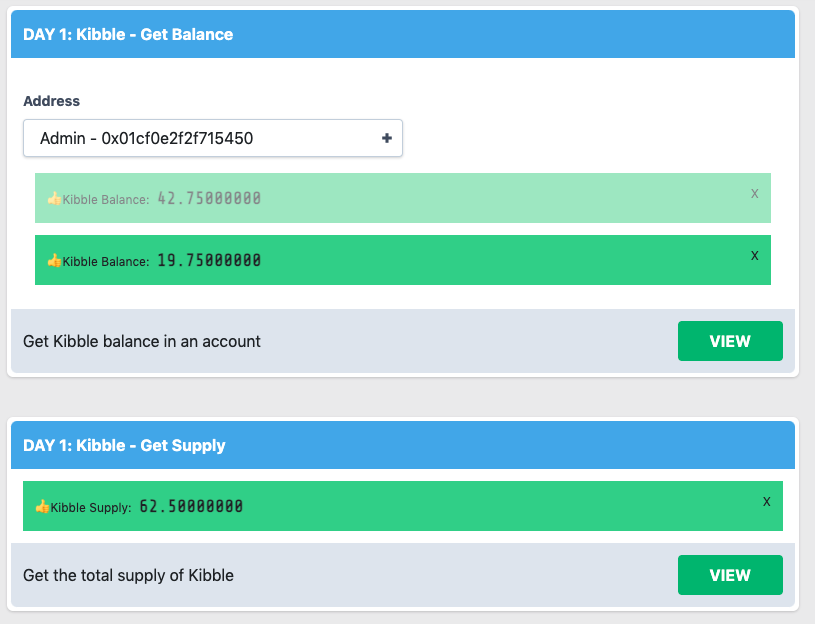 DAY 1: Kibble - Get Balance
Address
Admin - 0x01cf0e2f2f715450 +
👍Kibble Balance: 42.75000000 X
👍Kibble Balance: 19.75000000 X
Get Kibble balance in an account VIEW
DAY 1: Kibble - Get Supply
👍Kibble Supply: 62.50000000 X
Get the total supply of Kibble VIEW